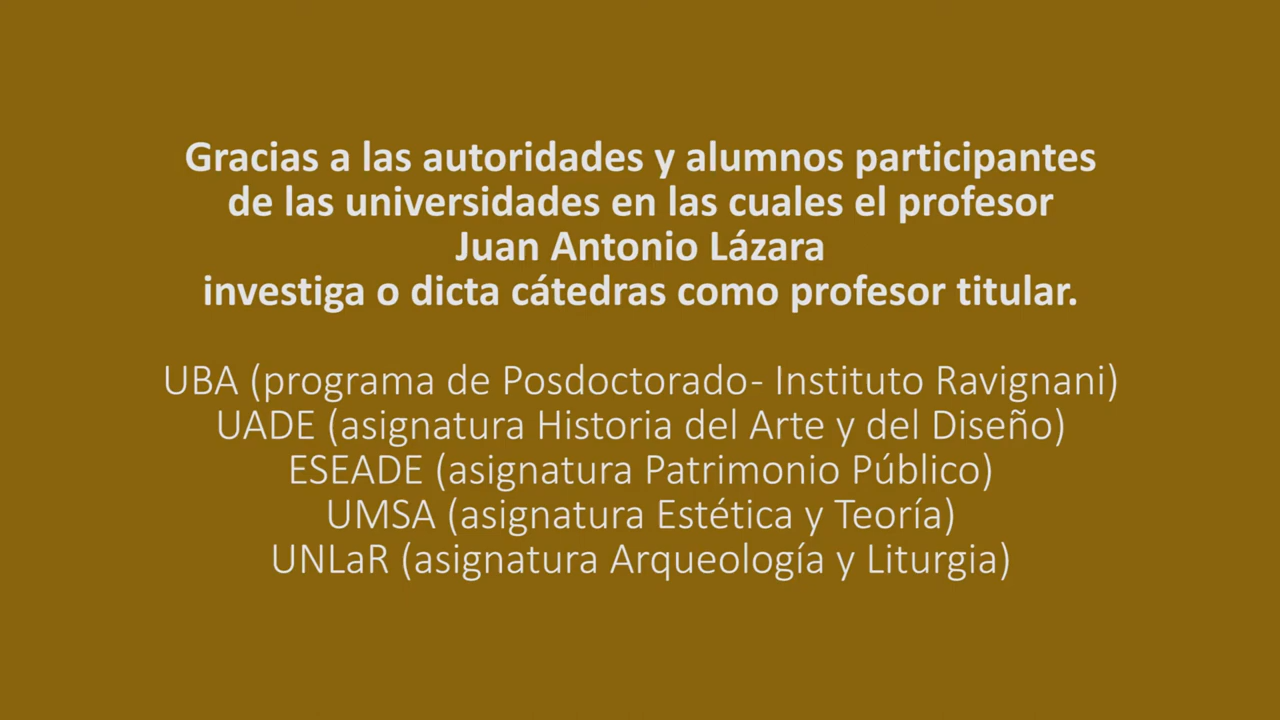 Gracias a las autoridades y alumnos participantes
de las universidades en las cuales el profesor
Juan Antonio Lázara
investiga o dicta cátedras como profesor titular.
UBA (programa de Posdoctorado- Instituto Ravignani)
UADE (asignatura Historia del Arte y del Diseño)
ESEADE (asignatura Patrimonio Público)
UMSA (asignatura Estética y Teoría)
UNLaR (asignatura Arqueología y Liturgia)